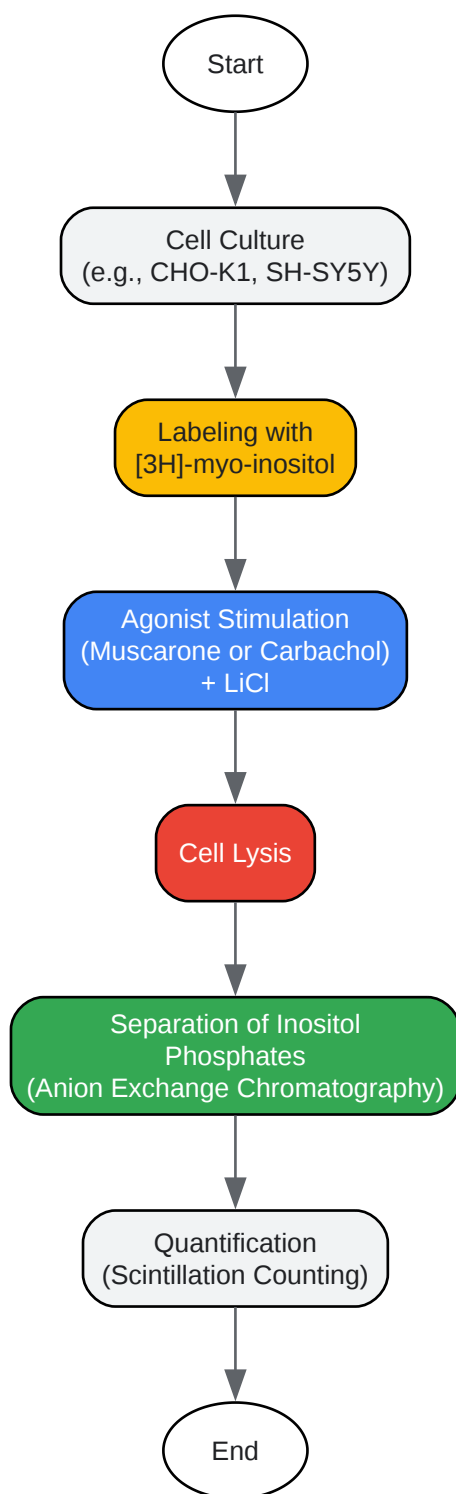 Start
Cell Culture
(e.g., CHO-K1, SH-SY5Y)
Labeling with
[3H]-myo-inositol
Agonist Stimulation
(Muscarone or Carbachol)
+ LiCl
Cell Lysis
Separation of Inositol
Phosphates
(Anion Exchange Chromatography)
Quantification
(Scintillation Counting)
End